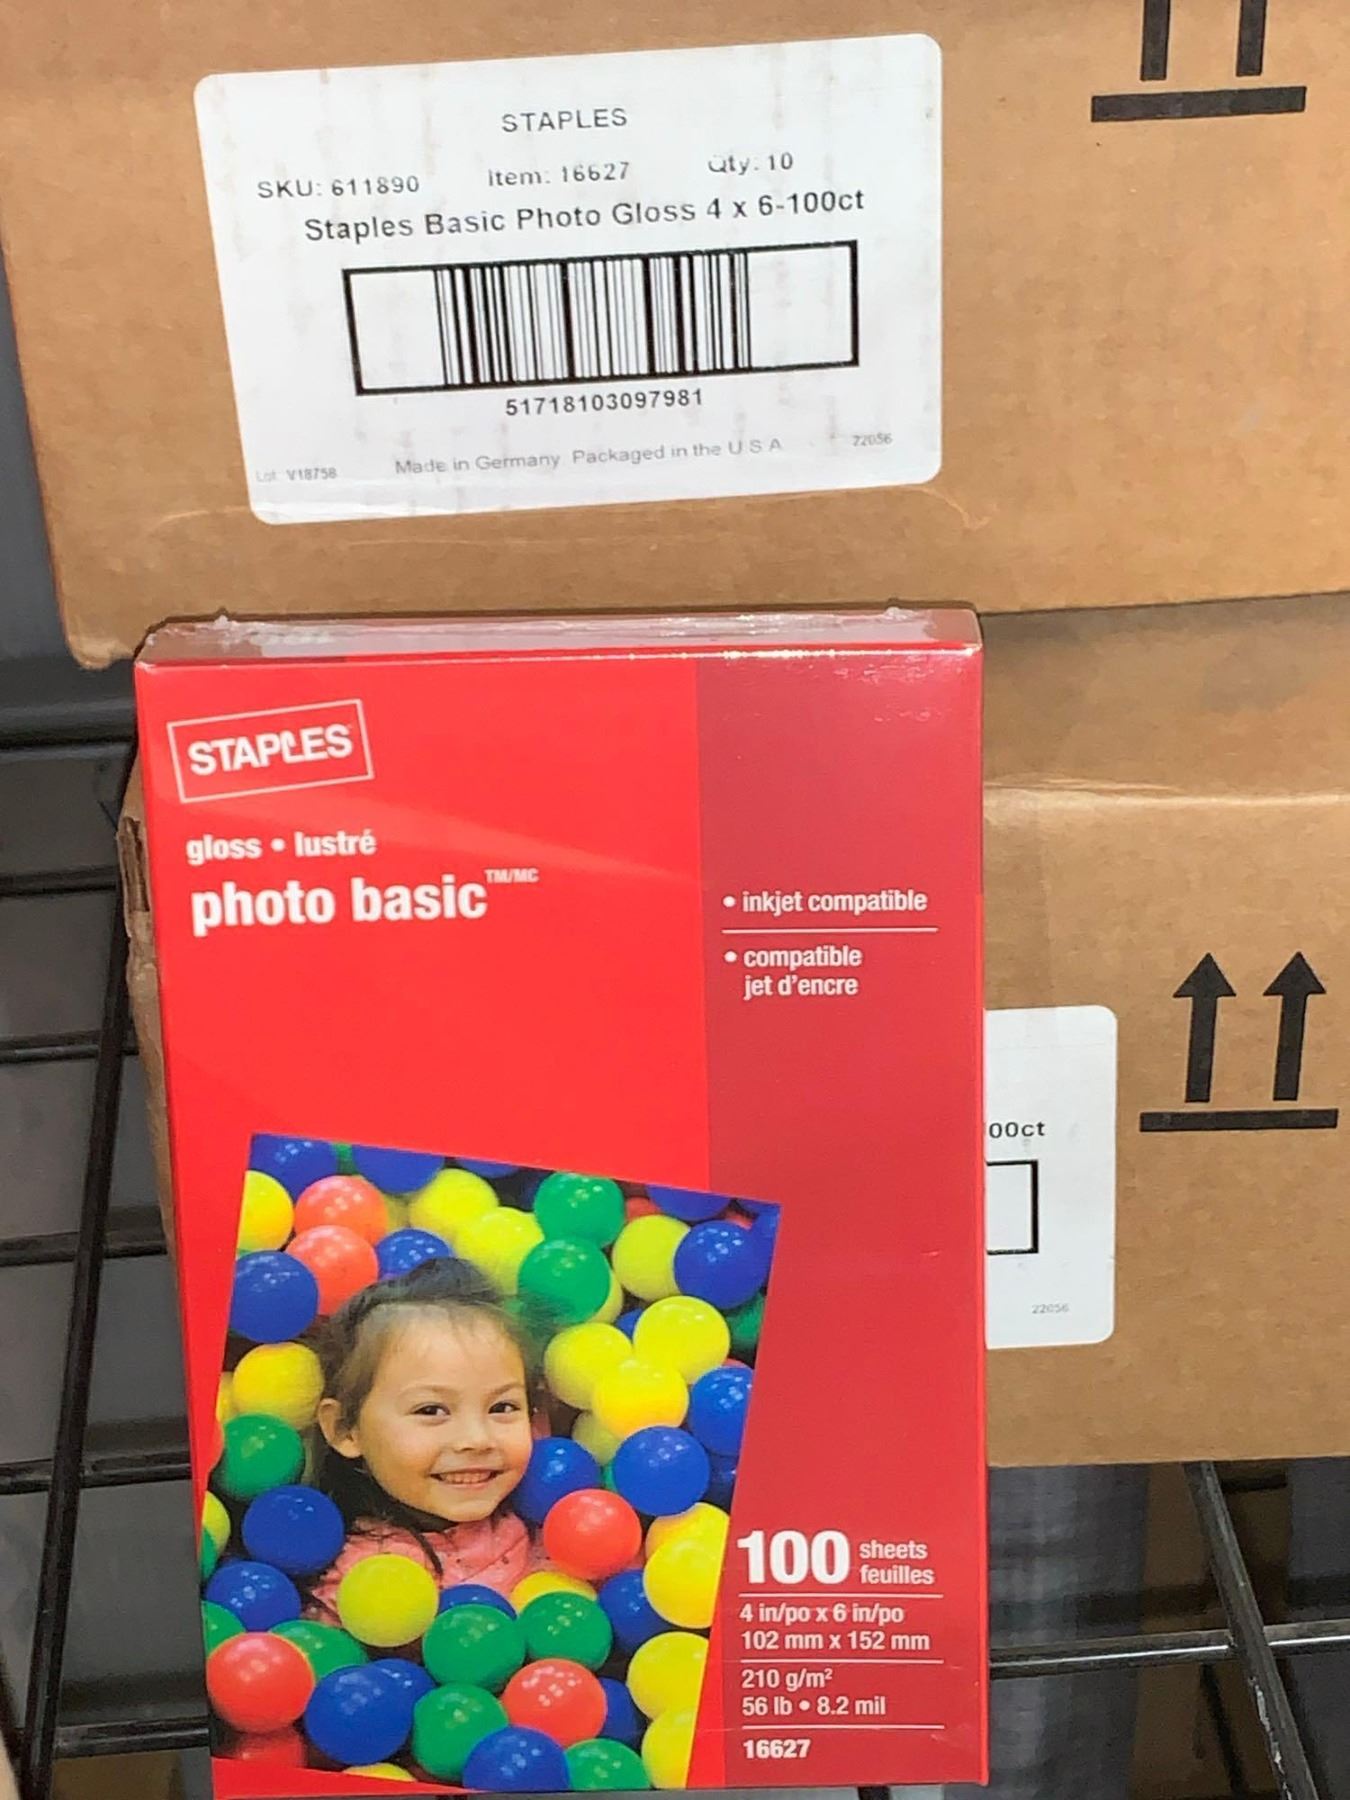 STAPLES
SKU: 611890 Item: 16627 Qty: 10
Staples Basic Photo Gloss 4 x 6-100ct
51718103097981
Lot V18758 Made in Germany Packaged in the U S A 22056
STAPLES
gloss • lustré
photo basic TM/MC
• inkjet compatible
• compatible
jet d'encre
100 sheets
feuilles
4 in/po x 6 in/po
102 mm x 152 mm
210 g/m²
56 lb • 8.2 mil
16627
00ct
22056